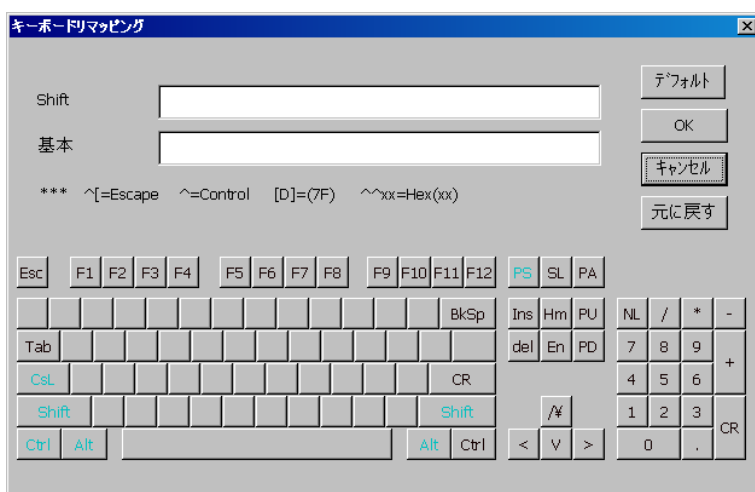 キーボードリマッピング
デフォルト
Shift
OK
基本
キャンセル
*** ^[=Escape ^=Control [D]=(7F) ^^xx=Hex(xx)
元に戻す
Esc F1 F2 F3 F4 F5 F6 F7 F8 F9 F10 F11 F12 PS SL PA
BkSp Ins Hm PU NL / * -
Tab del En PD 7 8 9 +
CsL CR 4 5 6
Shift Shift /¥ 1 2 3 CR
Ctrl Alt Alt Ctrl < V > 0 .